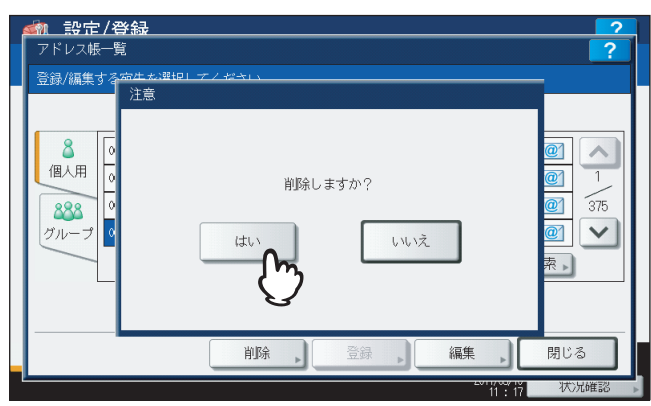 設定/登録
?
アドレス帳一覧
?
登録/編集する宛先を選択してください
注意
個人用
グループ
削除しますか?
はい
いいえ
1
375
索
削除
登録
編集
閉じる
11:17
状況確認